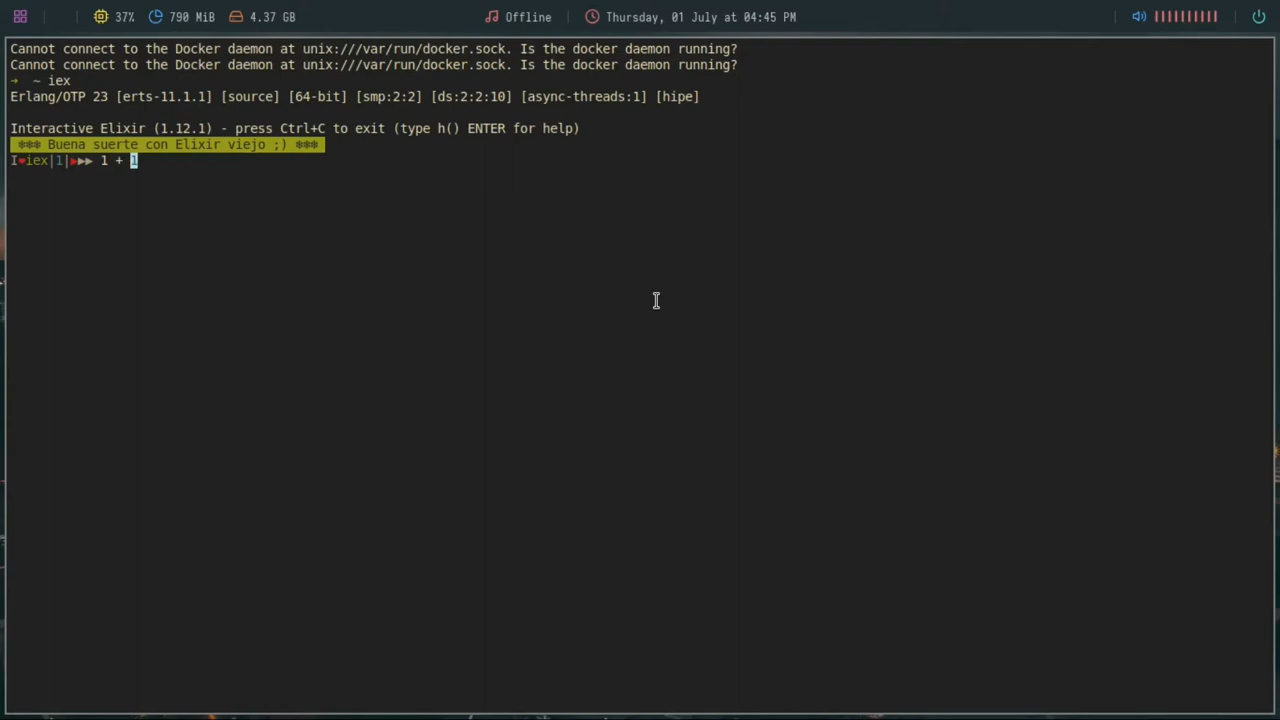 37% 790 MiB 4.37 GB Offline Thursday, 01 July at 04:45 PM
Cannot connect to the Docker daemon at unix:///var/run/docker.sock. Is the docker daemon running?
Cannot connect to the Docker daemon at unix:///var/run/docker.sock. Is the docker daemon running?
➜ ~ iex
Erlang/OTP 23 [erts-11.1.1] [source] [64-bit] [smp:2:2] [ds:2:2:10] [async-threads:1] [hipe]
Interactive Elixir (1.12.1) - press Ctrl+C to exit (type h() ENTER for help)
❄❄❄ Buena suerte con Elixir viejo ;) ❄❄❄
I❤iex|1|▶▶▶ 1 + 1